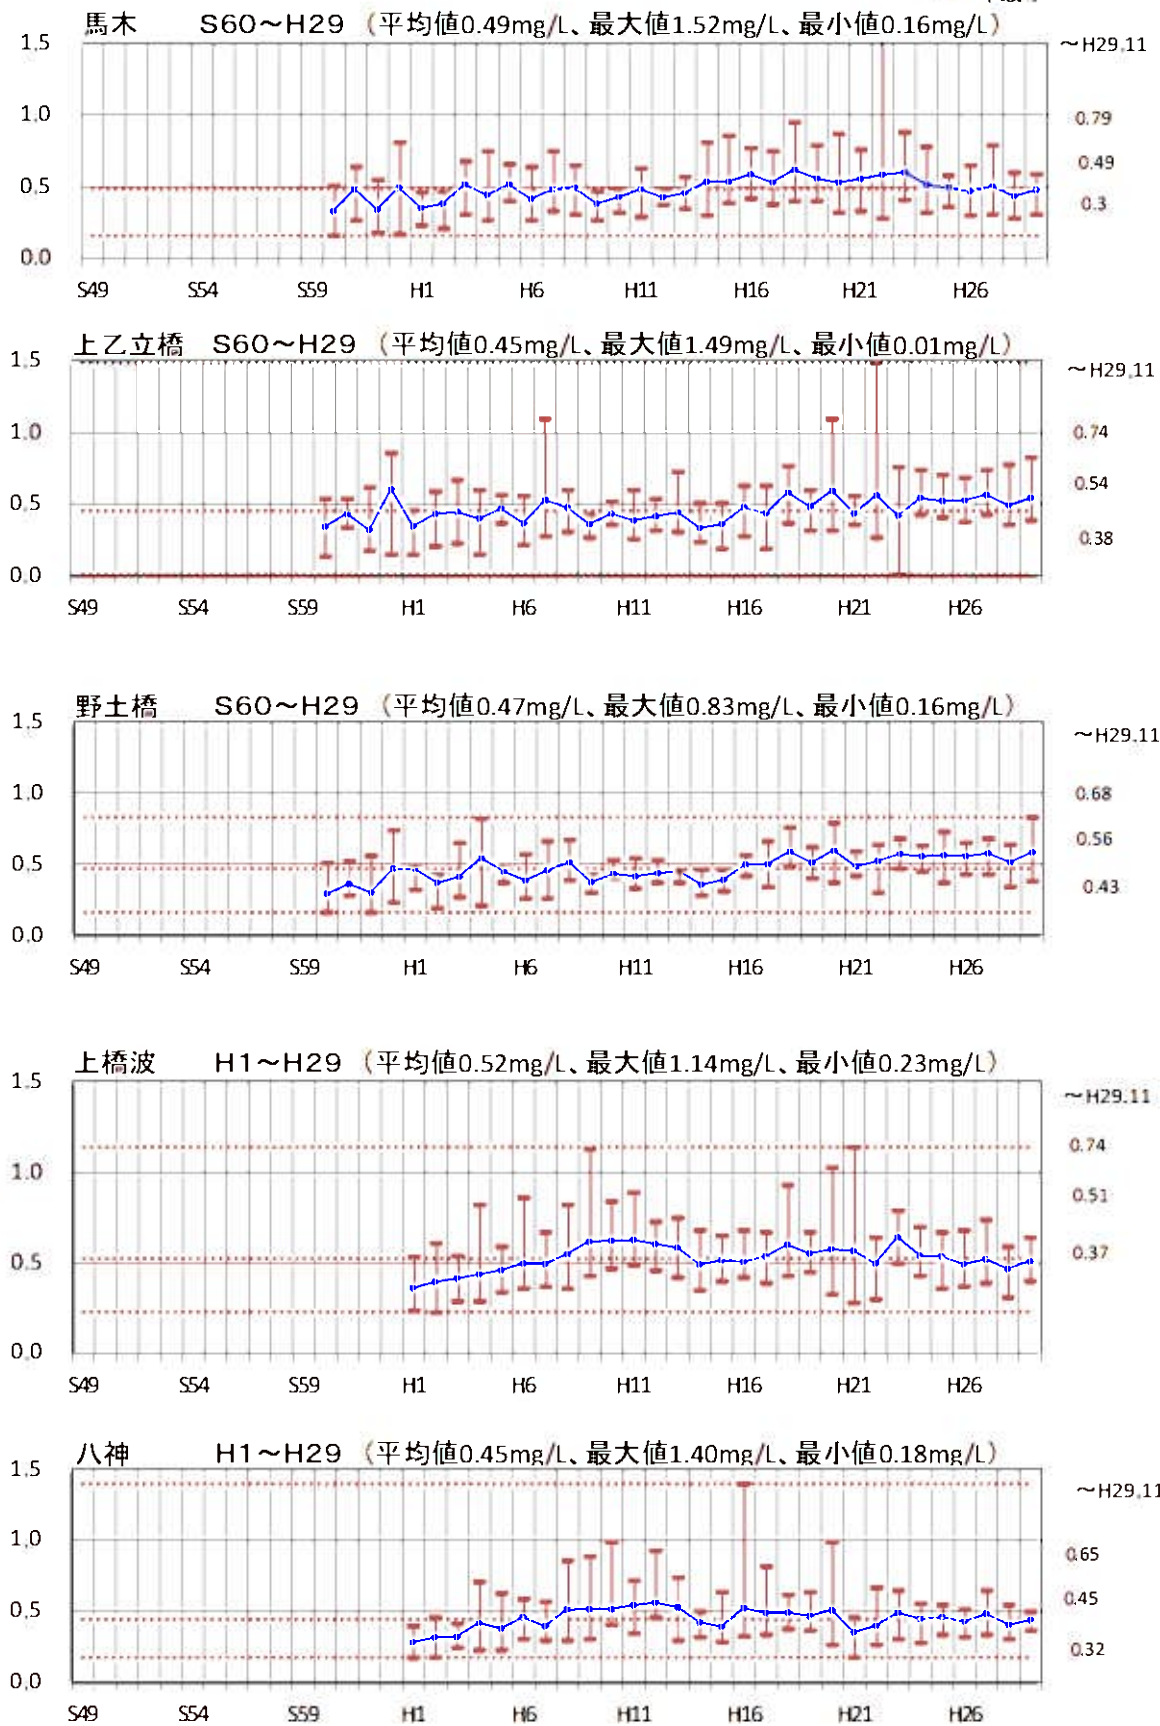 馬木 S60～H29 (平均値0.49mg/L、最大値1.52mg/L、最小値0.16mg/L)
1.5
～H29,11
1.0
0.79
0.49
0.5
0.3
0.0
S49 S54 S59 H1 H6 H11 H16 H21 H26
上乙立橋 S60～H29 (平均値0.45mg/L、最大値1.49mg/L、最小値0.01mg/L)
1.5
～H29,11
1.0
0.74
0.54
0.5
0.38
0.0
S49 S54 S59 H1 H6 H11 H16 H21 H26
野土橋 S60～H29 (平均値0.47mg/L、最大値0.83mg/L、最小値0.16mg/L)
1.5
～H29,11
1.0
0.68
0.56
0.5
0.43
0.0
S49 S54 S59 H1 H6 H11 H16 H21 H26
上橋波 H1～H29 (平均値0.52mg/L、最大値1.14mg/L、最小値0.23mg/L)
1.5
～H29.11
0.74
1.0
0.51
0.5
0.37
0.0
S49 S54 S59 H1 H6 H11 H16 H21 H26
八神 H1～H29 (平均値0.45mg/L、最大値1.40mg/L、最小値0.18mg/L)
1.5
～H29,11
1.0
0.65
0.45
0.5
0.32
0.0
S49 S54 S59 H1 H6 H11 H16 H21 H26